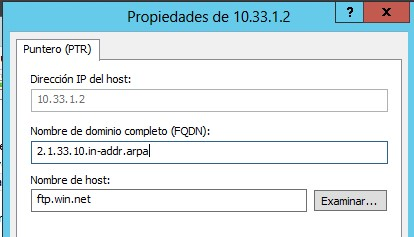 Propiedades de 10.33.1.2
? x
Puntero (PTR)
Dirección IP del host:
10.33.1.2
Nombre de dominio completo (FQDN):
2.1.33.10.in-addr.arpa
Nombre de host:
ftp.win.net Examinar...